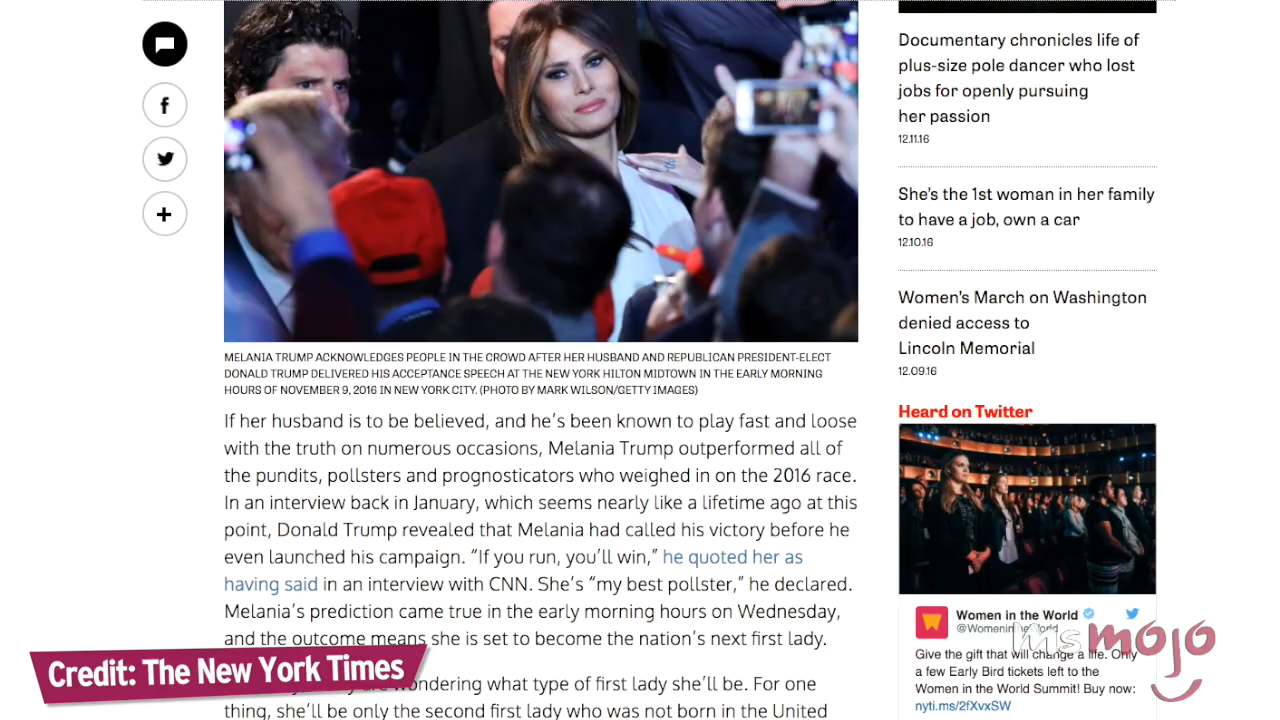 MELANIA TRUMP ACKNOWLEDGES PEOPLE IN THE CROWD AFTER HER HUSBAND AND REPUBLICAN PRESIDENT-ELECT
DONALD TRUMP DELIVERED HIS ACCEPTANCE SPEECH AT THE NEW YORK HILTON MIDTOWN IN THE EARLY MORNING
HOURS OF NOVEMBER 9, 2016 IN NEW YORK CITY. (PHOTO BY MARK WILSON/GETTY IMAGES)
If her husband is to be believed, and he's been known to play fast and loose
with the truth on numerous occasions, Melania Trump outperformed all of
the pundits, pollsters and prognosticators who weighed in on the 2016 race.
In an interview back in January, which seems nearly like a lifetime ago at this
point, Donald Trump revealed that Melania had called his victory before he
even launched his campaign. “If you run, you'll win,” he quoted her as
having said in an interview with CNN. She's “my best pollster,” he declared.
Melania's prediction came true in the early morning hours on Wednesday,
and the outcome means she is set to become the nation's next first lady.
wondering what type of first lady she'll be. For one
thing, she'll be only the second first lady who was not born in the United
Credit: The New York Times
Documentary chronicles life of
plus-size pole dancer who lost
jobs for openly pursuing
her passion
12.11.16
She's the 1st woman in her family
to have a job, own a car
12.10.16
Women's March on Washington
denied access to
Lincoln Memorial
12.09.16
Heard on Twitter
Women in the World
@WomenintheWorld
Give the gift that will change a life. Only
a few Early Bird tickets left to the
Women in the World Summit! Buy now:
nyti.ms/2fXvxSW
msmojo